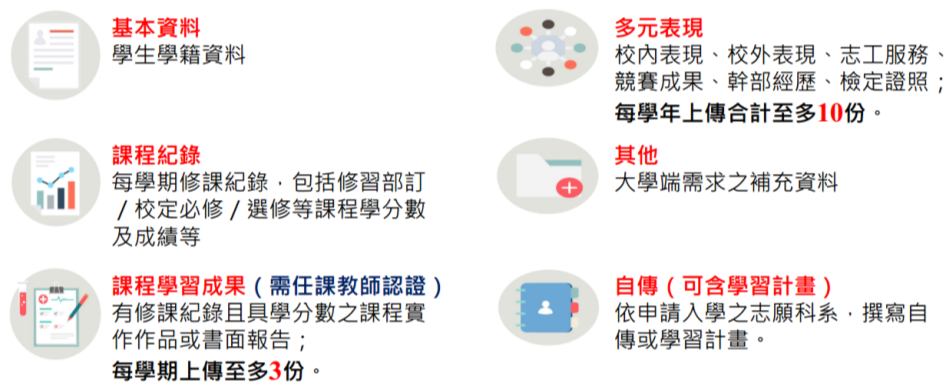 基本資料
學生學籍資料
課程紀錄
每學期修課紀錄，包括修習部訂
/校定必修/選修等課程學分數
及成績等
課程學習成果（需任課教師認證）
有修課紀錄且具學分數之課程實
作作品或書面報告；
每學期上傳至多3份。
多元表現
校內表現、校外表現、志工服務、
競賽成果、幹部經歷、檢定證照；
每學年上傳合計至多10份。
其他
大學端需求之補充資料
自傳（可含學習計畫）
依申請入學之志願科系，撰寫自
傳或學習計畫。